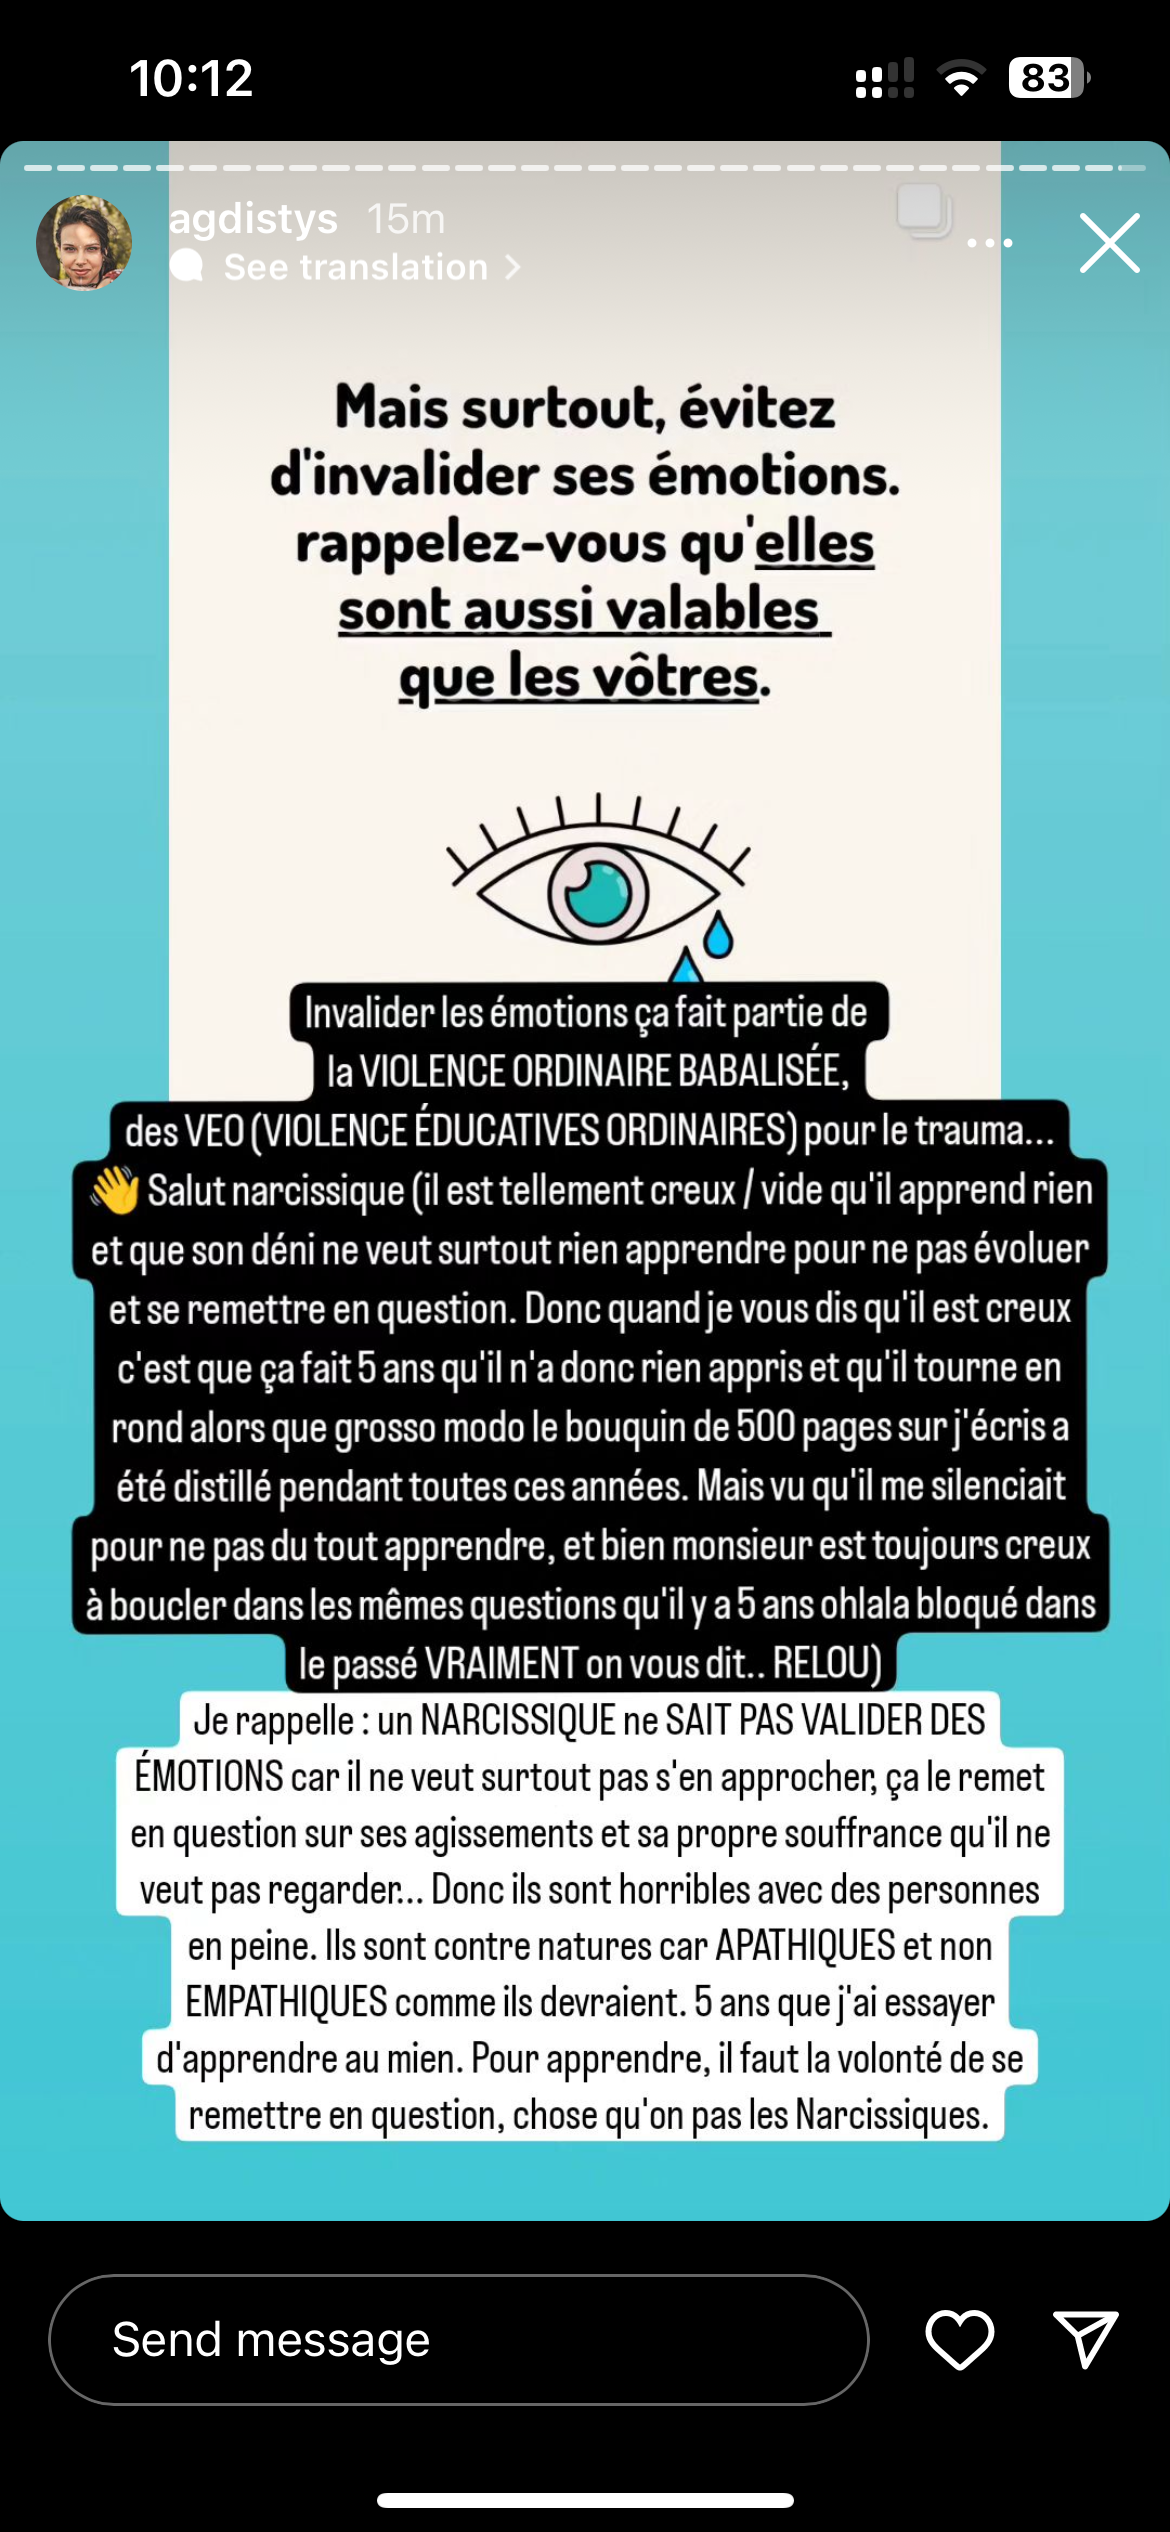 10:12
83
agdistys 15m
See translation
Mais surtout, évitez
d'invalider ses émotions.
rappelez-vous qu'elles
sont aussi valables
que les vôtres.
Invalider les émotions ça fait partie de
la VIOLENCE ORDINAIRE BABALISÉE,
des VEO (VIOLENCE ÉDUCATIVES ORDINAIRES) pour le trauma...
👋 Salut narcissique (il est tellement creux / vide qu'il apprend rien
et que son déni ne veut surtout rien apprendre pour ne pas évoluer
et se remettre en question. Donc quand je vous dis qu'il est creux
c'est que ça fait 5 ans qu'il n'a donc rien appris et qu'il tourne en
rond alors que grosso modo le bouquin de 500 pages sur j'écris a
été distillé pendant toutes ces années. Mais vu qu'il me silenciait
pour ne pas du tout apprendre, et bien monsieur est toujours creux
à boucler dans les mêmes questions qu'il y a 5 ans ohlala bloqué dans
le passé VRAIMENT on vous dit.. RELOU)
Je rappelle : un NARCISSIQUE ne SAIT PAS VALIDER DES
ÉMOTIONS car il ne veut surtout pas s'en approcher, ça le remet
en question sur ses agissements et sa propre souffrance qu'il ne
veut pas regarder... Donc ils sont horribles avec des personnes
en peine. Ils sont contre natures car APATHIQUES et non
EMPATHIQUES comme ils devraient. 5 ans que j'ai essayer
d'apprendre au mien. Pour apprendre, il faut la volonté de se
remettre en question, chose qu'on pas les Narcissiques.
Send message